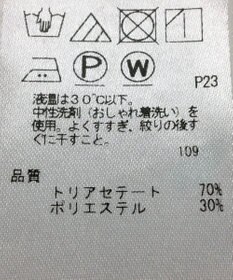 P W
P23
液温は30℃以下。
中性洗剤（おしゃれ着洗い）を
使用。よくすすぎ、絞りの後す
ぐに干すこと。
109
品質
トリアセテート 70%
ポリエステル 30%